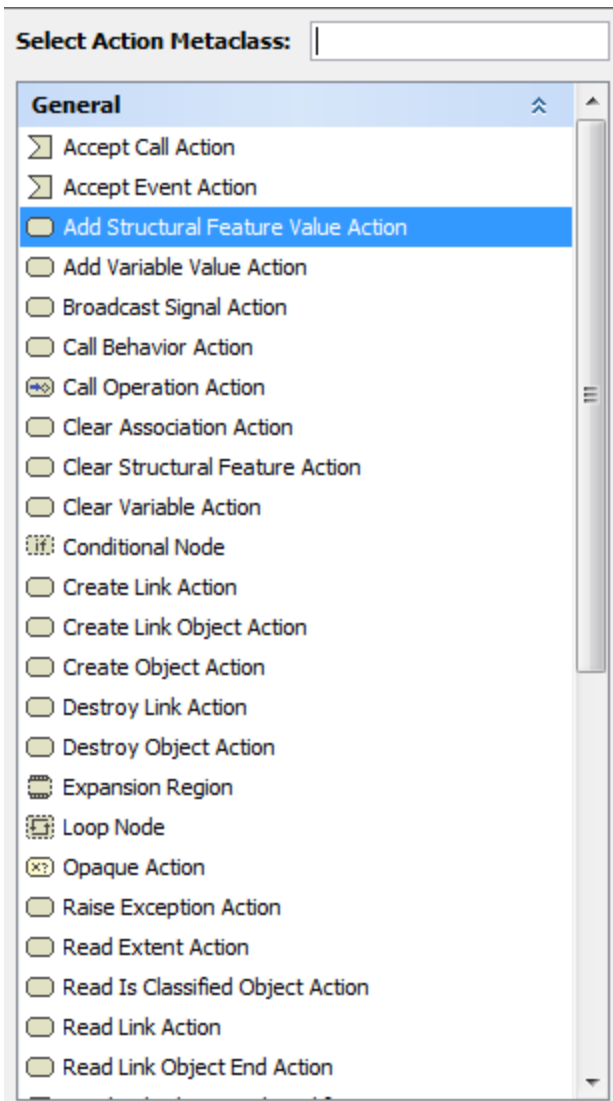 Select Action Metaclass:
General
Accept Call Action
Accept Event Action
Add Structural Feature Value Action
Add Variable Value Action
Broadcast Signal Action
Call Behavior Action
Call Operation Action
Clear Association Action
Clear Structural Feature Action
Clear Variable Action
if Conditional Node
Create Link Action
Create Link Object Action
Create Object Action
Destroy Link Action
Destroy Object Action
Expansion Region
Loop Node
x? Opaque Action
Raise Exception Action
Read Extent Action
Read Is Classified Object Action
Read Link Action
Read Link Object End Action